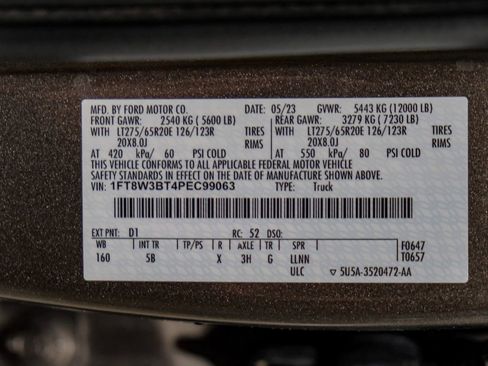 MFD. BY FORD MOTOR CO. DATE: 05/23 GVWR: 5443 KG (12000 LB)
FRONT GAWR: 2540 KG ( 5600 LB) REAR GAWR: 3279 KG ( 7230 LB)
WITH LT275/65R20E 126/123R TIRES WITH LT275/65R20E 126/123R TIRES
20X8.0J RIMS 20X8.0J RIMS
AT 420 kPa/ 60 PSI COLD AT 550 kPa/ 80 PSI COLD
THIS VEHICLE CONFORMS TO ALL APPLICABLE FEDERAL MOTOR VEHICLE
SAFETY STANDARDS IN EFFECT ON THE DATE OF MANUFACTURE SHOWN ABOVE.
VIN: 1FT8W3BT4PEC99063 TYPE: Truck
EXT PNT: D1 RC: 52 DSO:
WB INT TR TP/PS R AXLE TR SPR F0647
160 5B X 3H G LLNN T0657
ULC ▽ 5U5A-3520472-AA